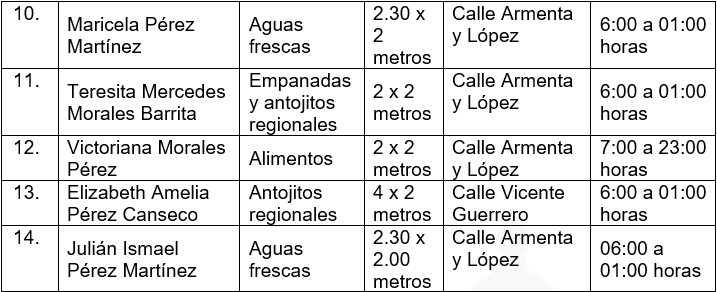 10.
Maricela Pérez
Martínez
Aguas
frescas
2.30 x
2
metros
Calle Armenta
y López
6:00 a 01:00
horas
11.
Teresita Mercedes
Morales Barrita
Empanadas
y antojitos
regionales
2 x 2
metros
Calle Armenta
y López
6:00 a 01:00
horas
12.
Victoriana Morales
Pérez
Alimentos
2 x 2
metros
Calle Armenta
y López
7:00 a 23:00
horas
13.
Elizabeth Amelia
Pérez Canseco
Antojitos
regionales
4 x 2
metros
Calle Vicente
Guerrero
6:00 a 01:00
horas
14.
Julián Ismael
Pérez Martínez
Aguas
frescas
2.30 x
2.00
metros
Calle Armenta
y López
06:00 a
01:00 horas